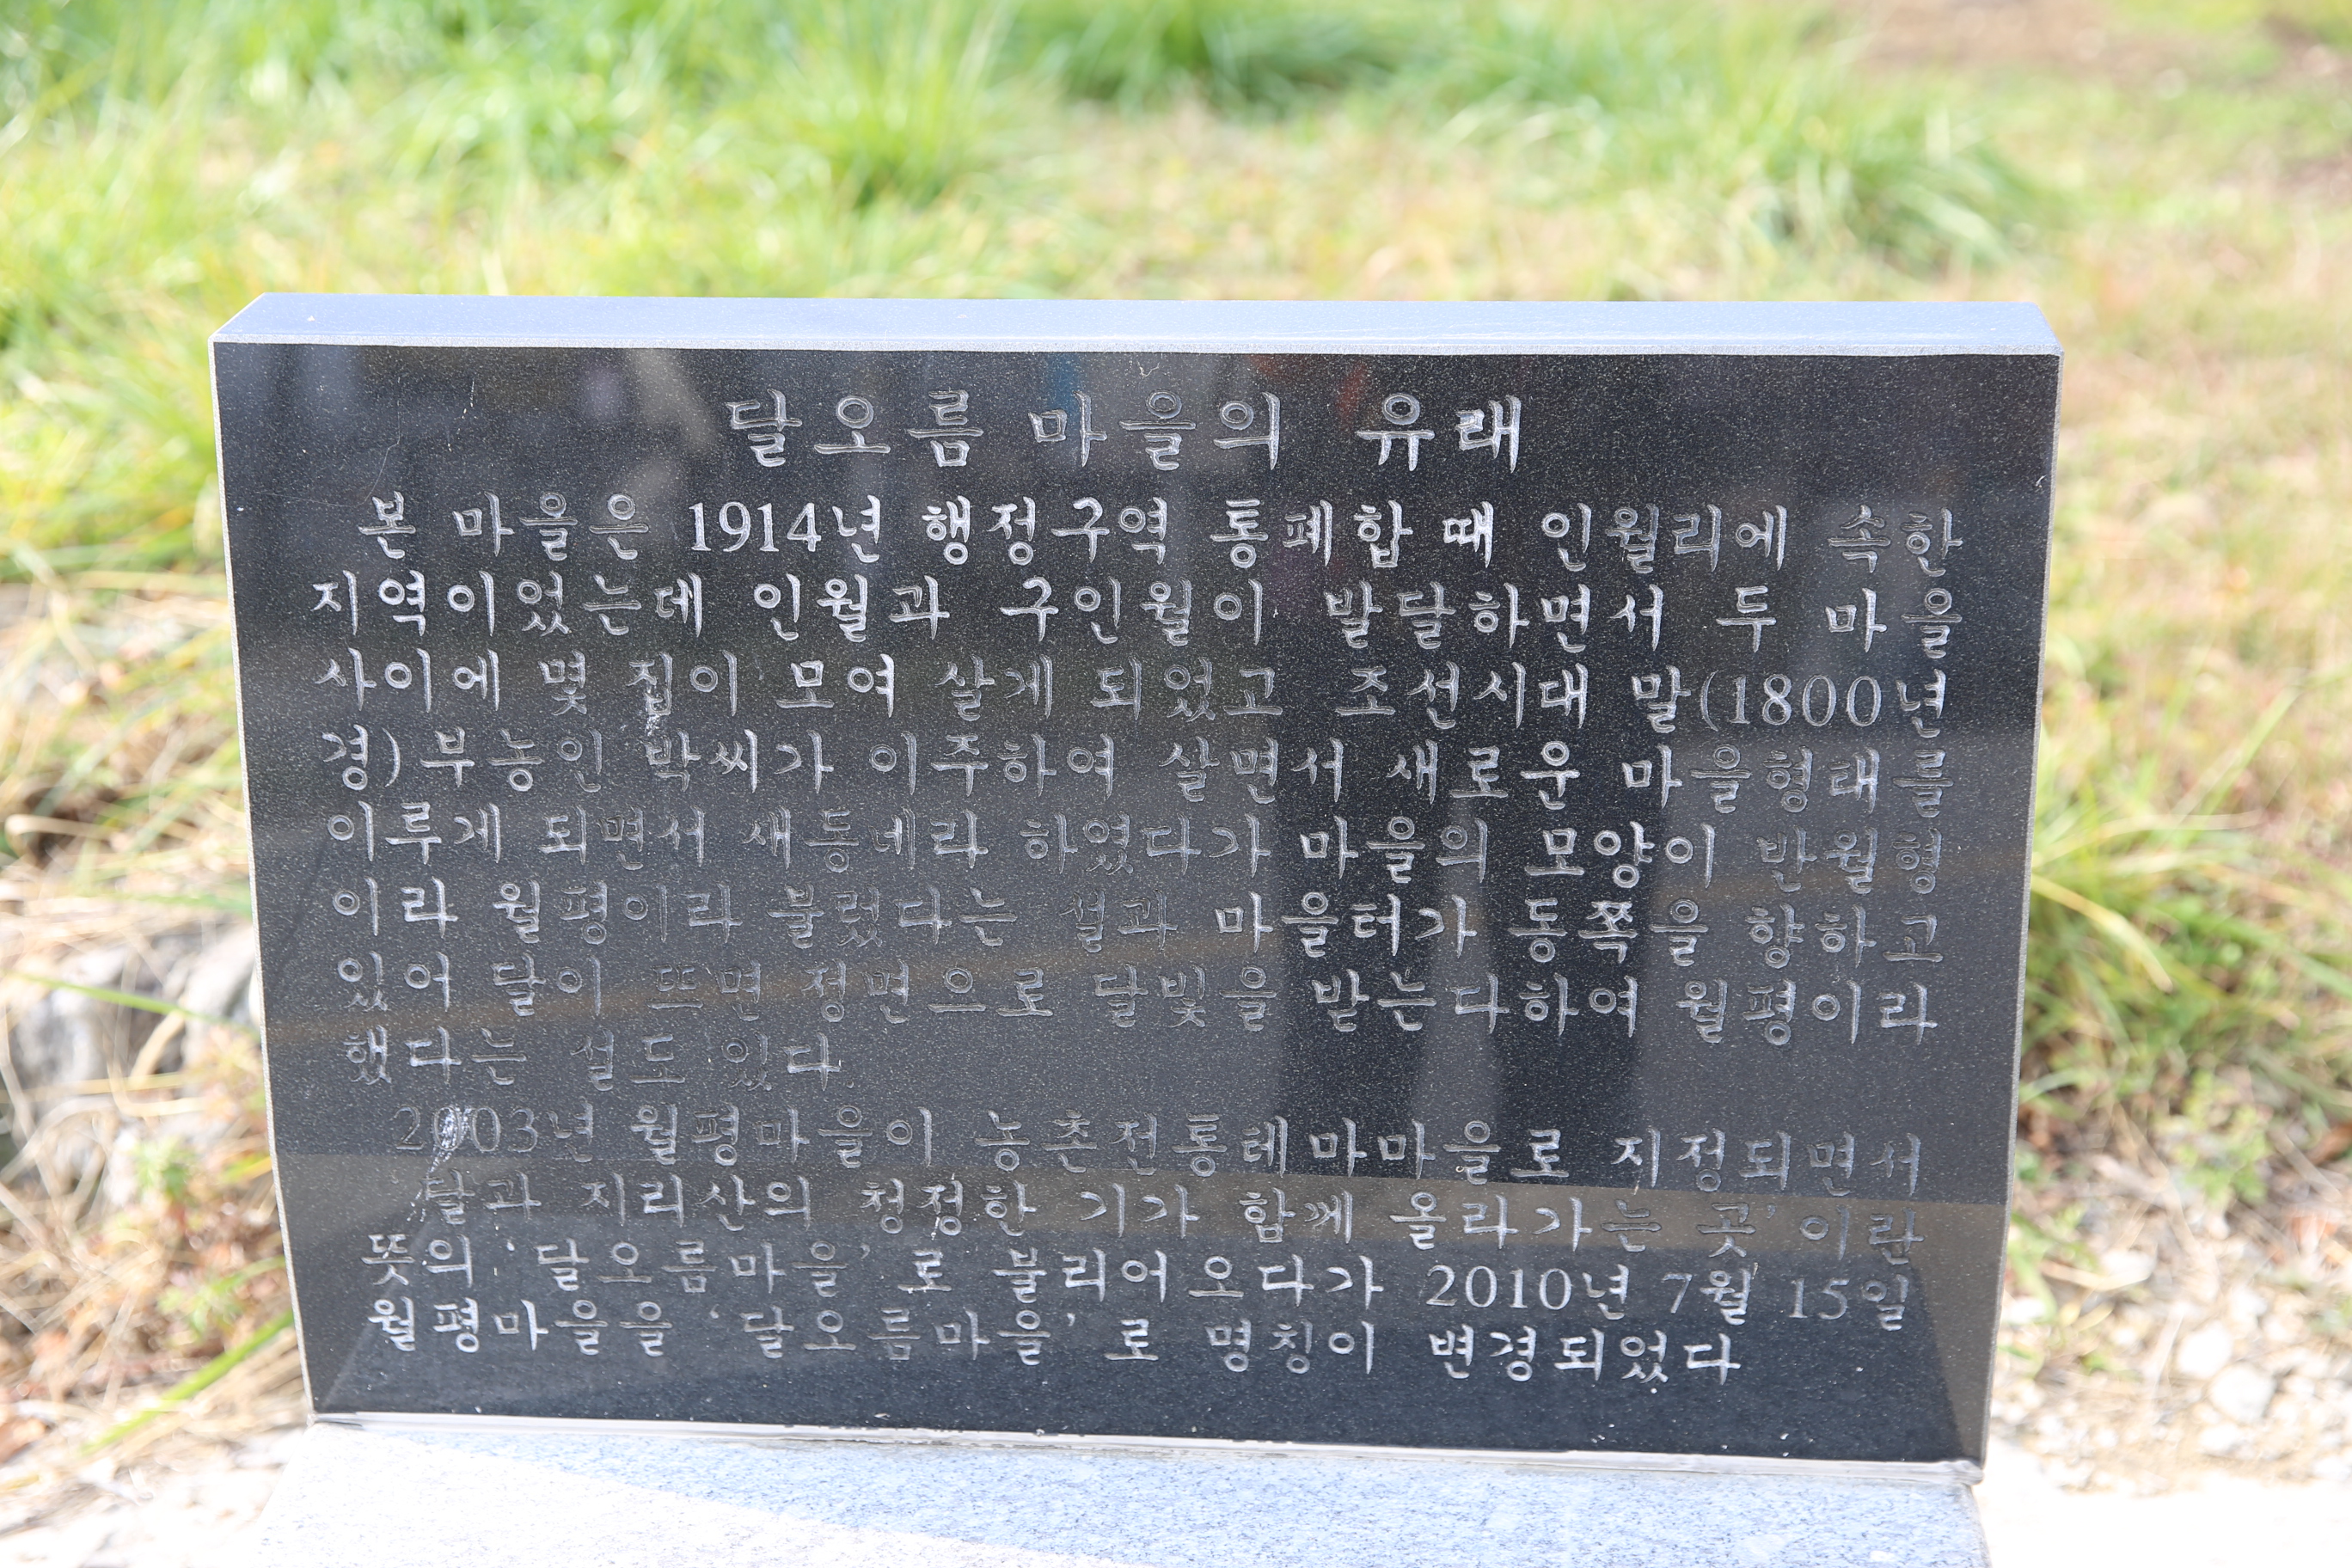 달오름 마을의 유래
본 마을은 1914년 행정구역 통폐합 때 인월리에 속한
지역이었는데 인월과 구인월이 발달하면서 두 마을
사이에 몇 집이 모여 살게 되었고 조선시대 말(1800년
경)부농인 박씨가 이주하여 살면서 새로운 마을형태를
이루게 되면서 새동네라 하였다가 마을의 모양이 반월형
이라 월평이라 불렀다는 설과 마을터가 동쪽을 향하고
있어 달이 뜨면 정면으로 달빛을 받는다하여 월평이라
했다는 설도 있다.
2003년 월평마을이 농촌전통테마마을로 지정되면서
달과 지리산의 청정한 기가 함께 올라가는 곳’이란
뜻의 ‘달오름마을’로 불리어오다가 2010년 7월 15일
월평마을을 ‘달오름마을’로 명칭이 변경되었다